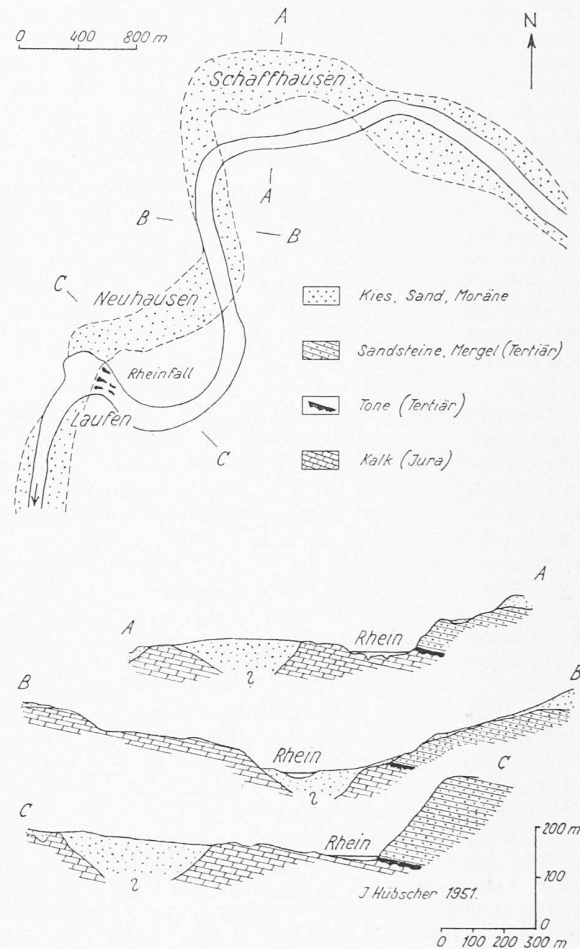 0 400 800 m
A
N
Schaffhausen
A
B
B
C
Neuhausen
Rheinfall
Laufen
C
Kies, Sand, Moräne
Sandsteine, Mergel (Tertiär)
Tone (Tertiär)
Kalk (Jura)
A
A
Rhein
?
B
B
Rhein
?
C
C
Rhein
?
200 m
100
0
J. Hübscher 1951.
0 100 200 300 m